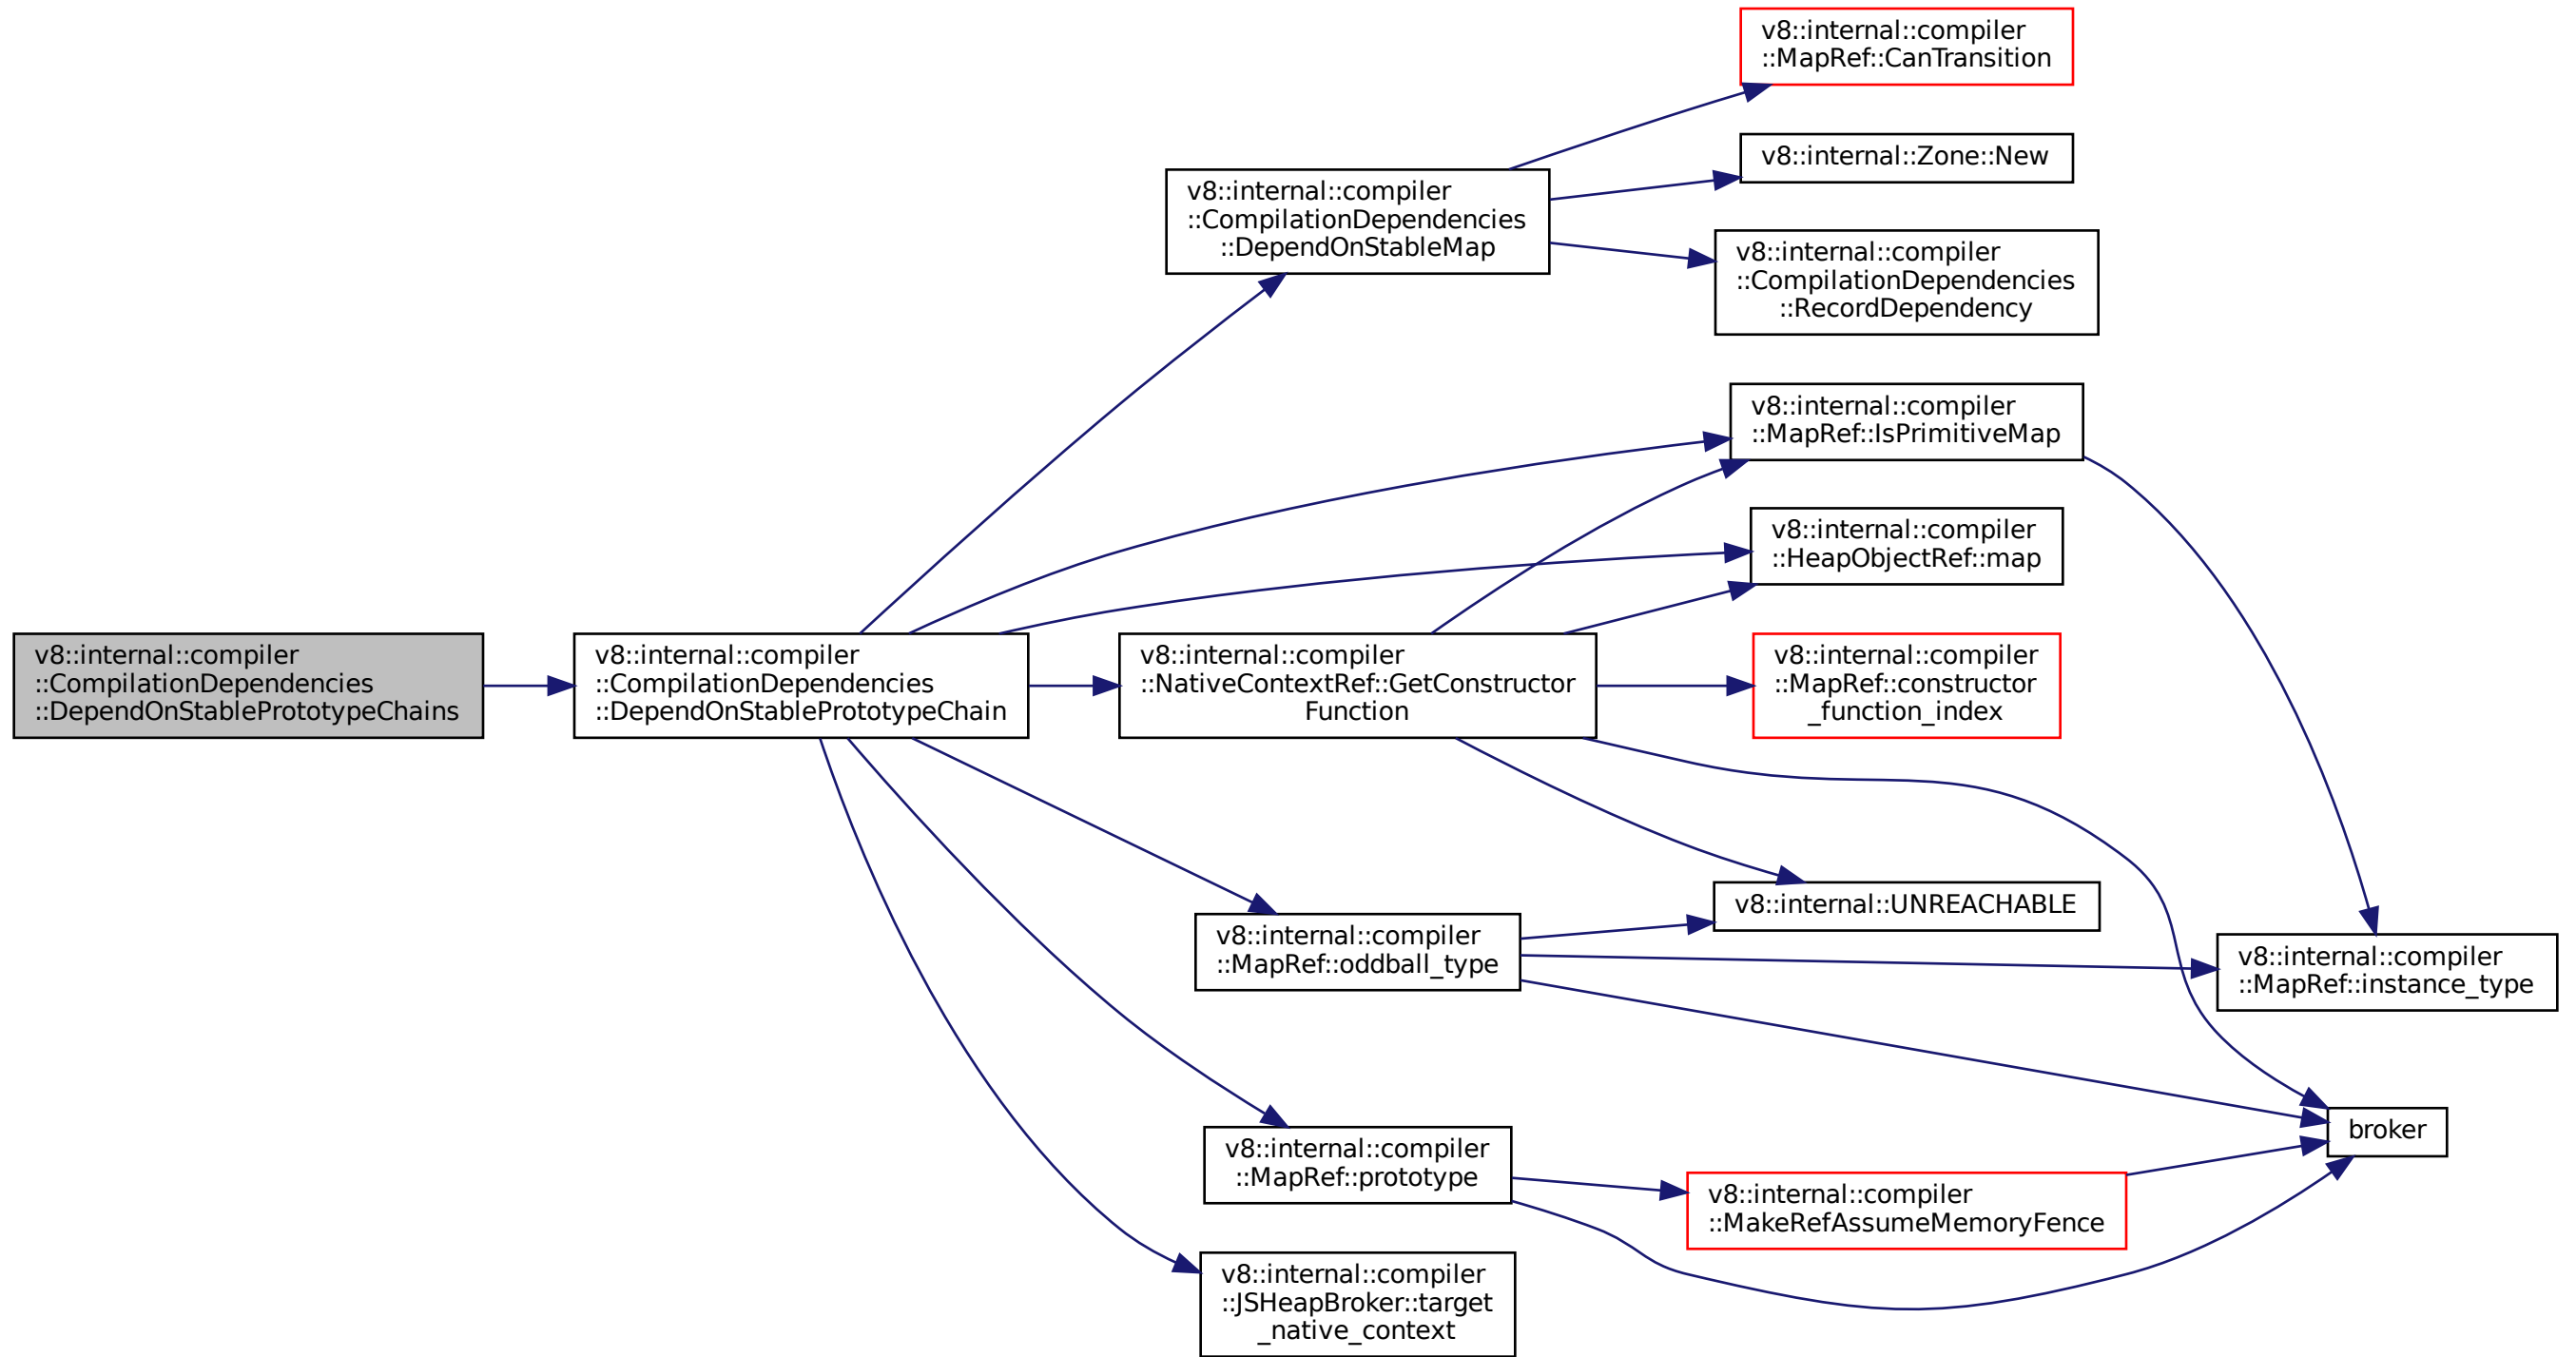 v8::internal::compiler
::CompilationDependencies
::DependOnStablePrototypeChains
v8::internal::compiler
::CompilationDependencies
::DependOnStablePrototypeChain
v8::internal::compiler
::CompilationDependencies
::DependOnStableMap
v8::internal::compiler
::MapRef::CanTransition
v8::internal::Zone::New
v8::internal::compiler
::CompilationDependencies
::RecordDependency
v8::internal::compiler
::MapRef::IsPrimitiveMap
v8::internal::compiler
::HeapObjectRef::map
v8::internal::compiler
::NativeContextRef::GetConstructor
Function
v8::internal::compiler
::MapRef::constructor
_function_index
v8::internal::UNREACHABLE
v8::internal::compiler
::MapRef::oddball_type
v8::internal::compiler
::MapRef::instance_type
broker
v8::internal::compiler
::MapRef::prototype
v8::internal::compiler
::MakeRefAssumeMemoryFence
v8::internal::compiler
::JSHeapBroker::target
_native_context